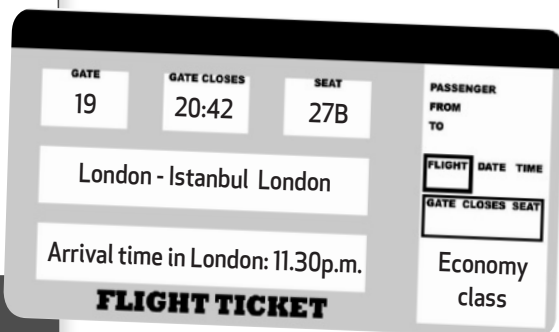 GATE
19
GATE CLOSES
20:42
SEAT
27B
London - Istanbul London
Arrival time in London: 11.30p.m.
FLIGHT TICKET
PASSENGER
FROM
TO
FLIGHT DATE TIME
GATE CLOSES SEAT
Economy
class